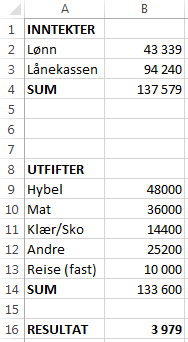 A B
1 INNTEKTER
2 Lønn 43 339
3 Lånekassen 94 240
4 SUM 137 579
5
6
7
8 UTFIFTER
9 Hybel 48000
10 Mat 36000
11 Klær/Sko 14400
12 Andre 25200
13 Reise (fast) 10 000
14 SUM 133 600
15
16 RESULTAT 3 979